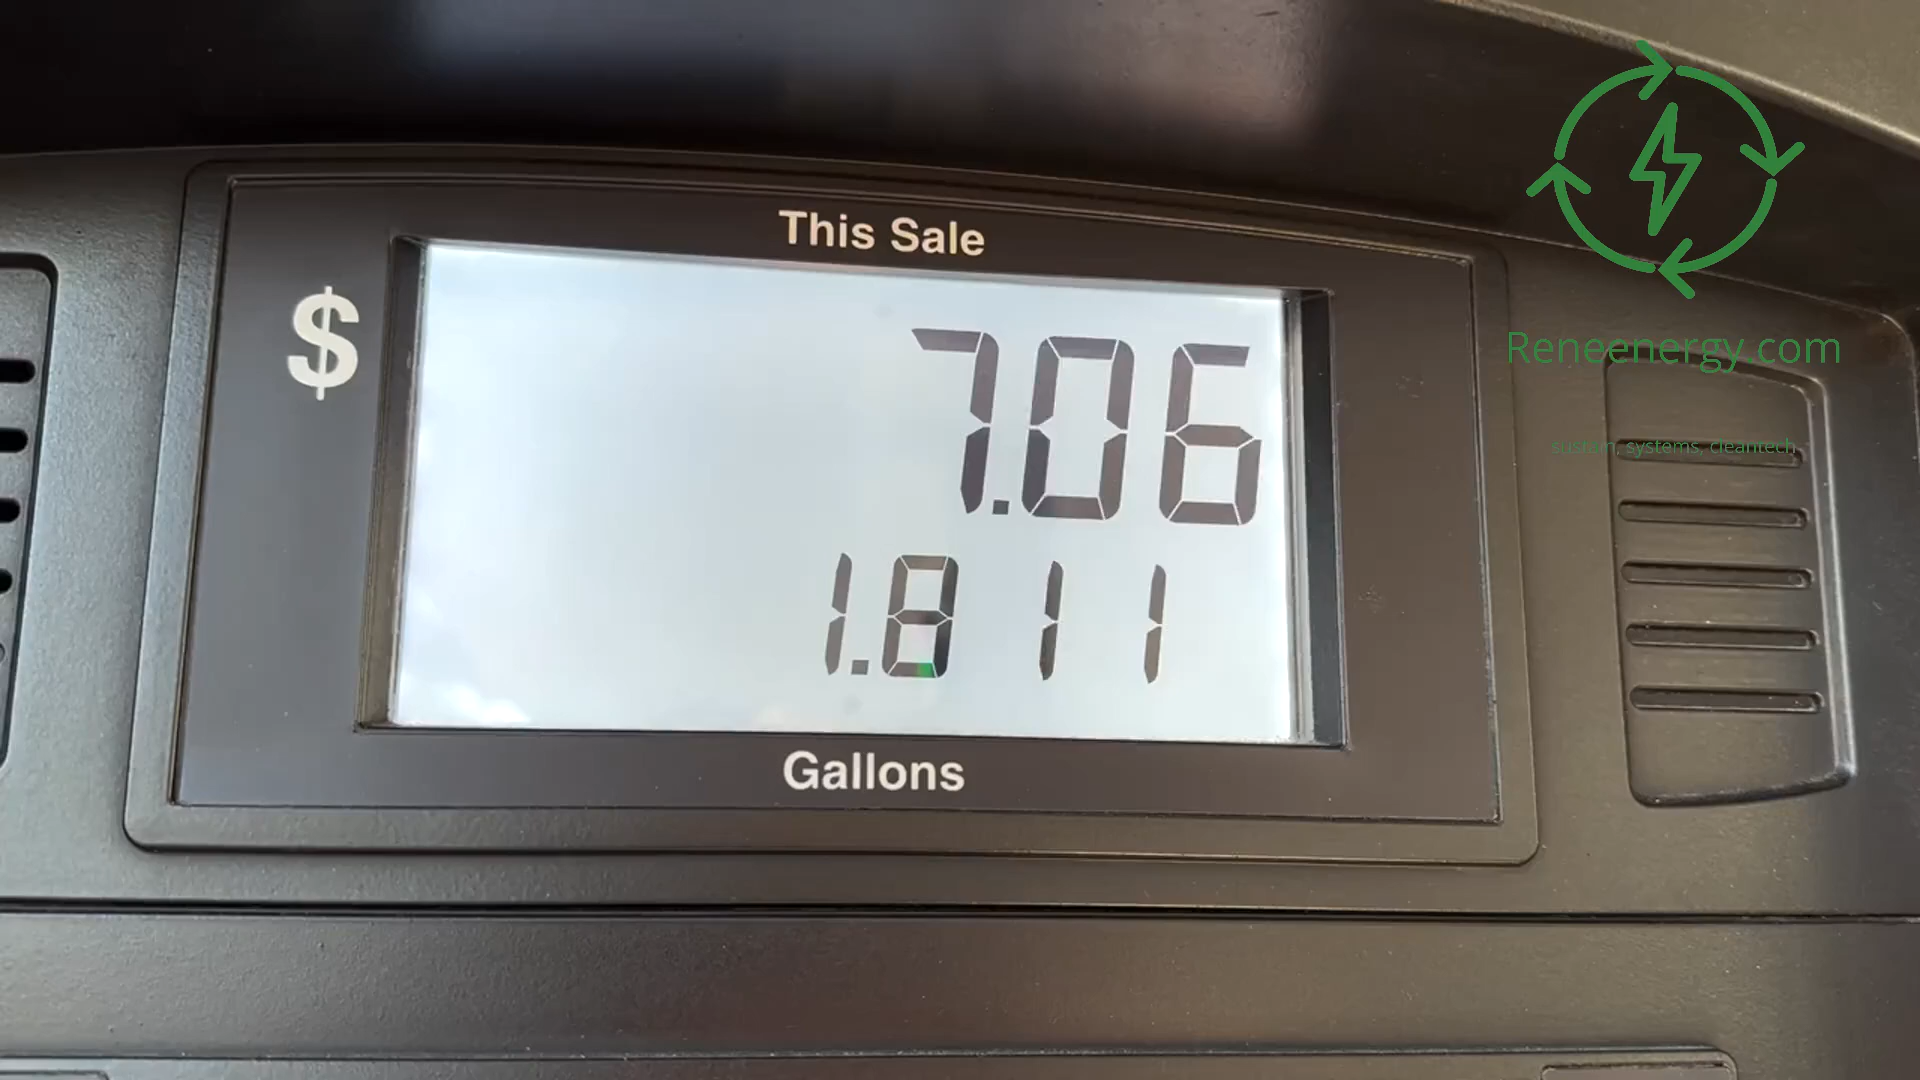 This Sale
$
7.06
1.811
Gallons
Reneenergy.com
sustain, systems, cleantech